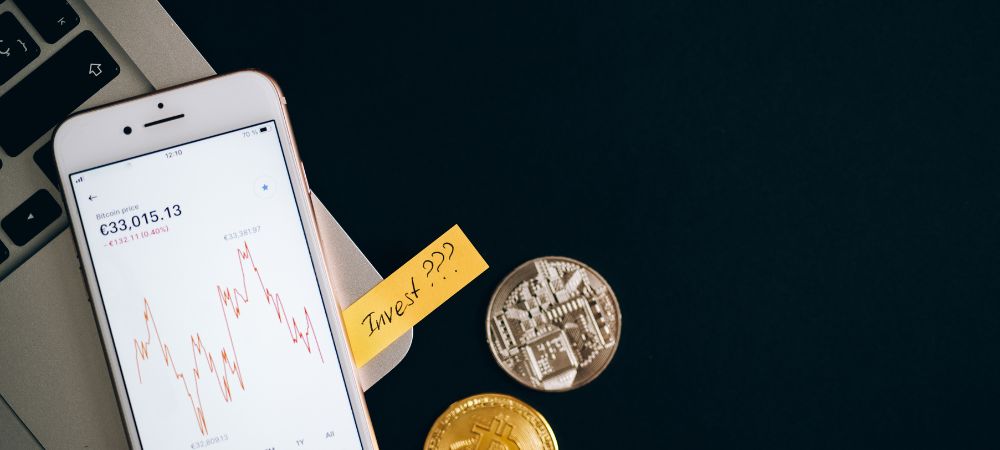 12:10
70 %
Bitcoin price
€33,015.13
- €132.11 (0.40%)
€33,381.97
€32,809.13
1Y
All
Invest ???
Ç
}
K